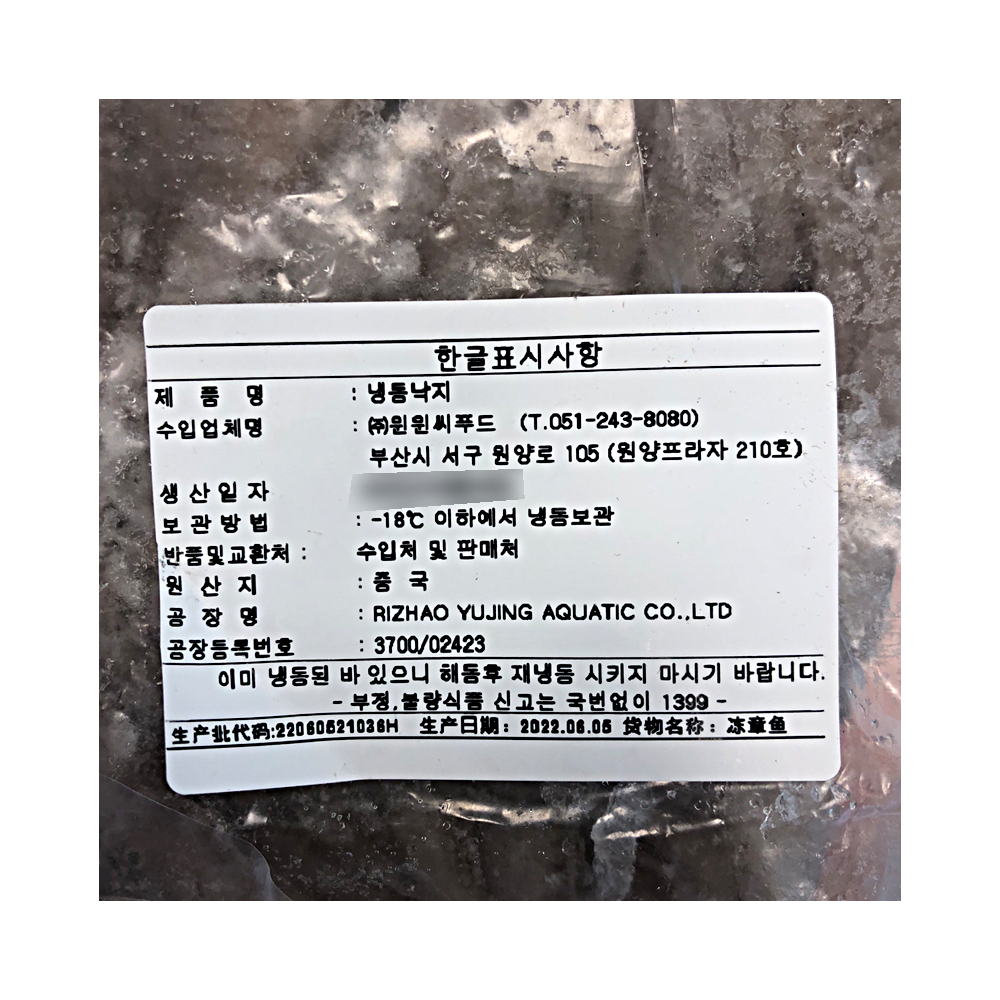 한글표시사항
제 품 명 : 냉동낙지
수입업체명 : ㈜윈윈씨푸드 (T.051-243-8080)
부산시 서구 원양로 105 (원양프라자 210호)
생산일자
보관방법 : -18℃ 이하에서 냉동보관
반품및교환처 : 수입처 및 판매처
원 산 지 : 중 국
공 장 명 : RIZHAO YUJING AQUATIC CO.,LTD
공장등록번호 : 3700/02423
이미 냉동된 바 있으니 해동후 재냉동 시키지 마시기 바랍니다.
- 부정,불량식품 신고는 국번없이 1399 -
生产批代码:22060521036H 生产日期: 2022.06.05 货物名称: 冻章鱼